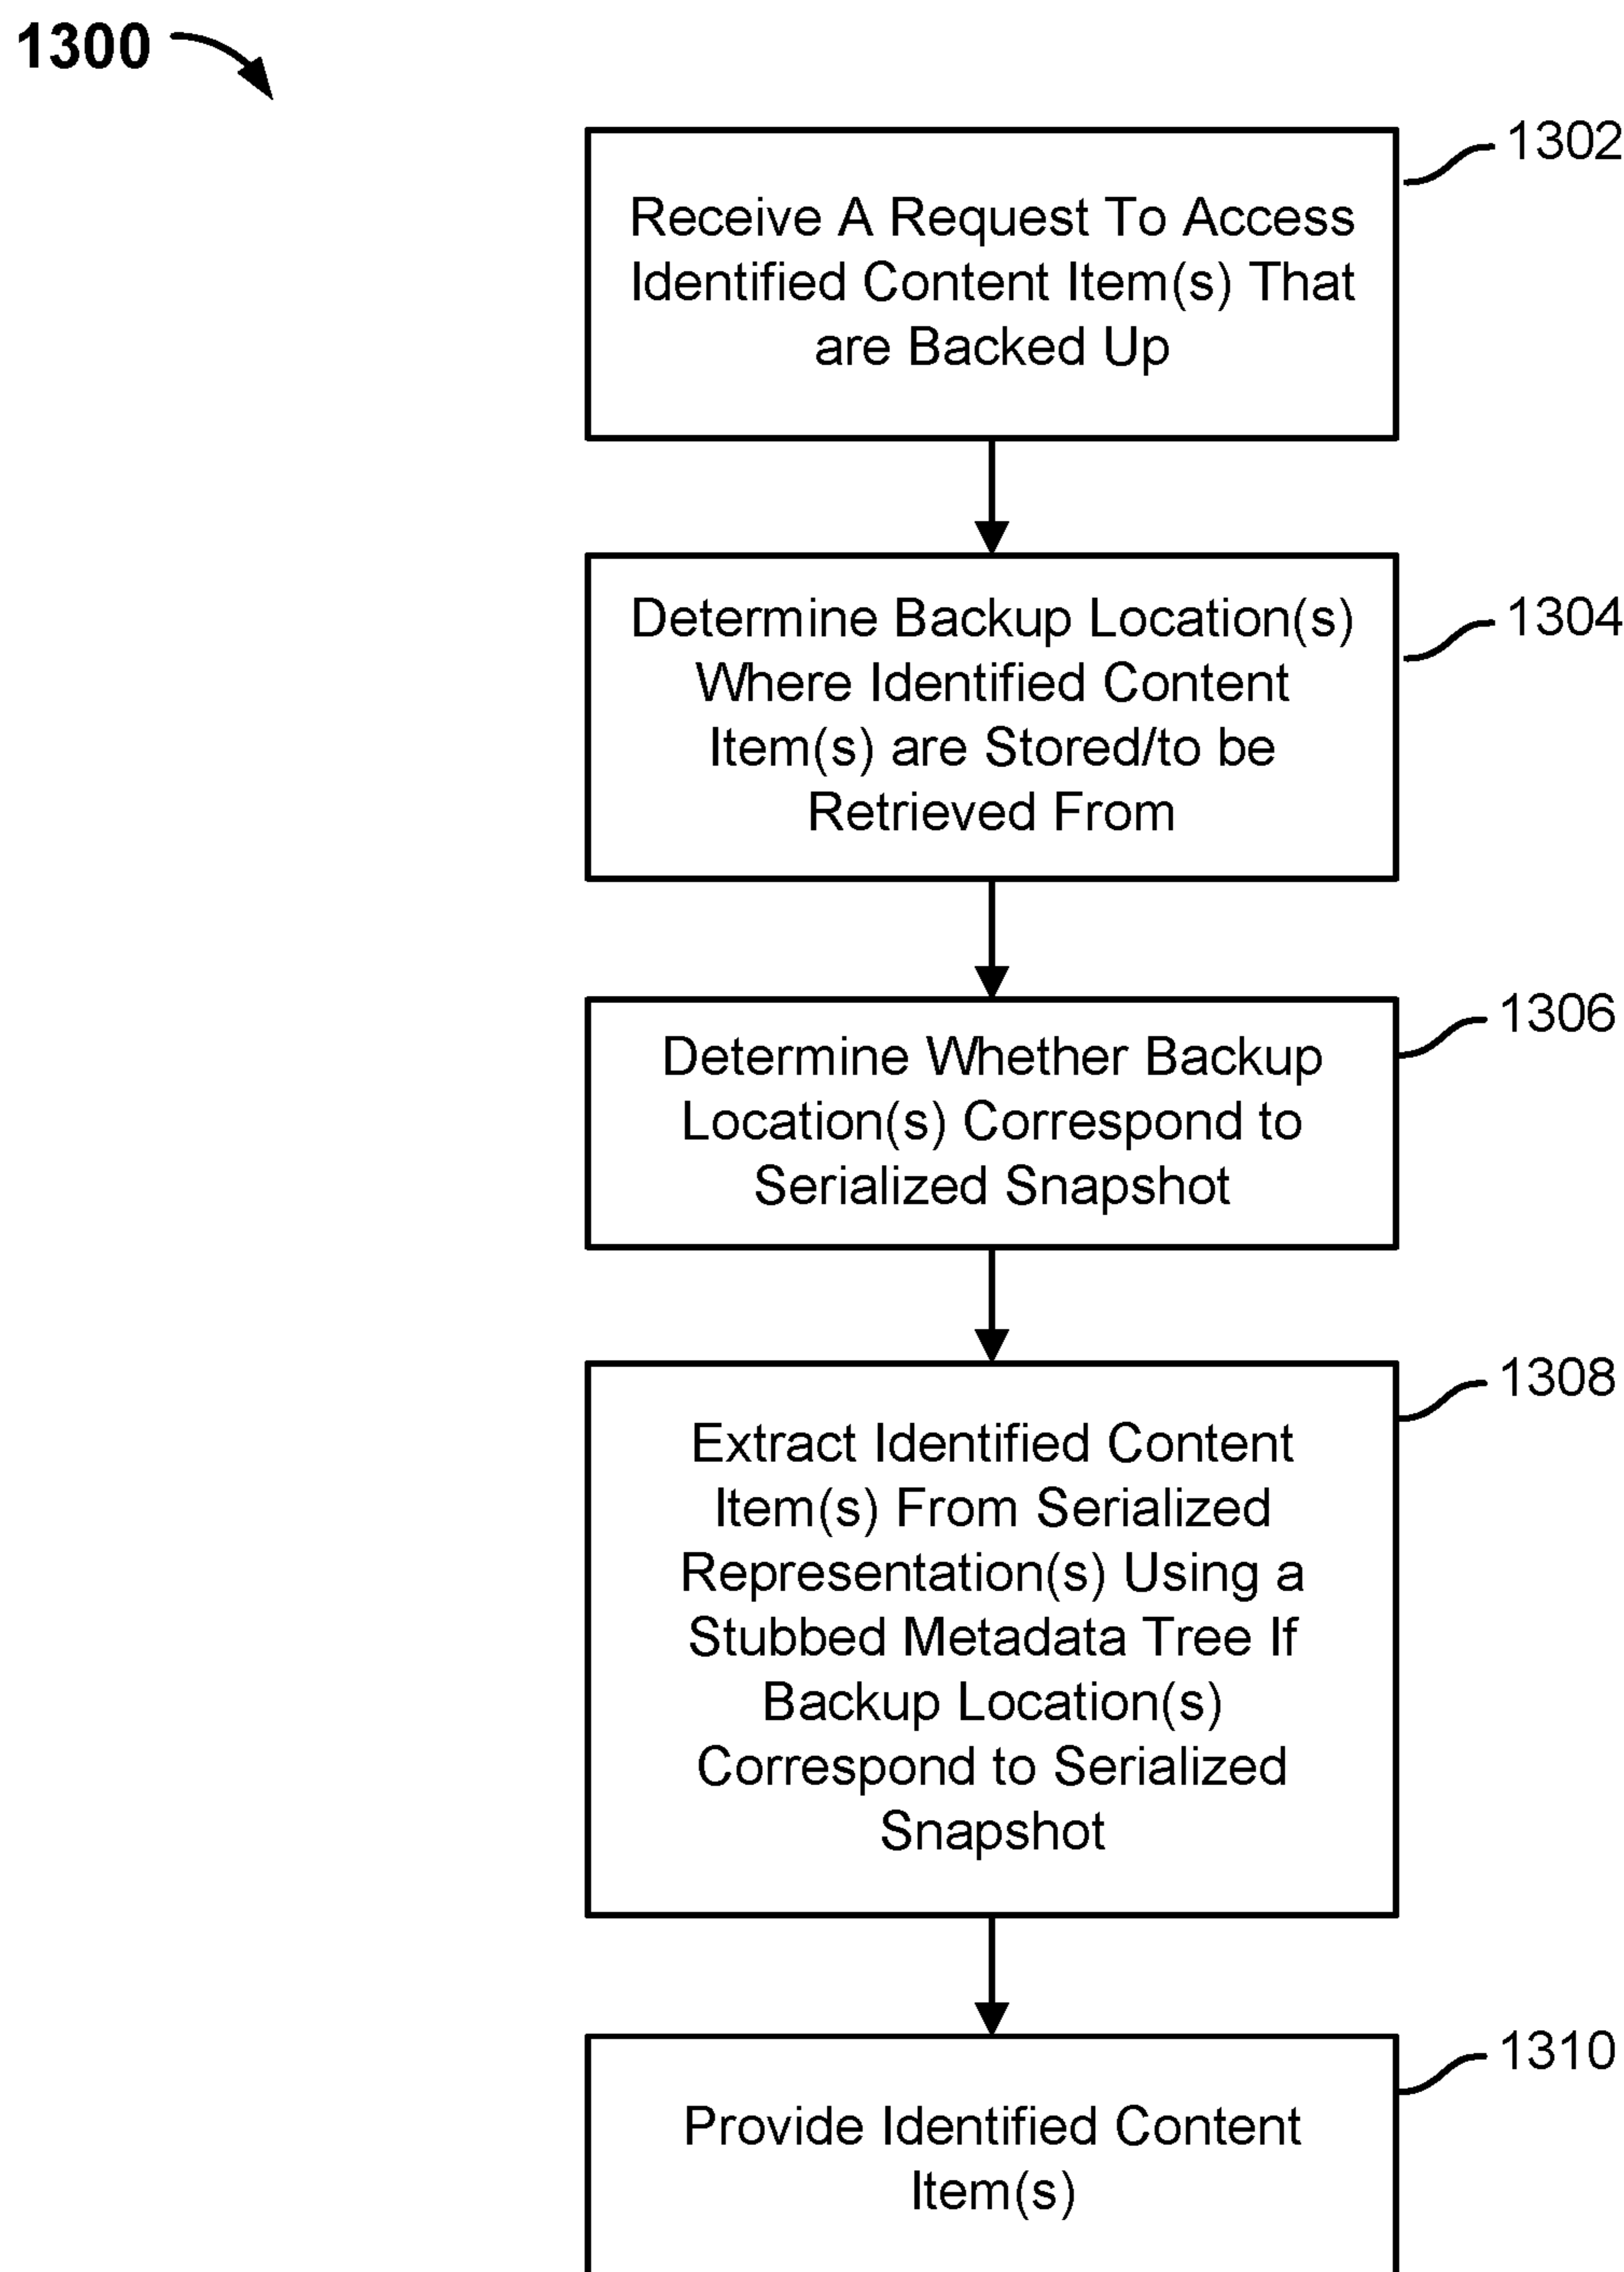 1300
1302
Receive A Request To Access
Identified Content Item(s) That
are Backed Up
1304
Determine Backup Location(s)
Where Identified Content
Item(s) are Stored/to be
Retrieved From
1306
Determine Whether Backup
Location(s) Correspond to
Serialized Snapshot
1308
Extract Identified Content
Item(s) From Serialized
Representation(s) Using a
Stubbed Metadata Tree If
Backup Location(s)
Correspond to Serialized
Snapshot
1310
Provide Identified Content
Item(s)